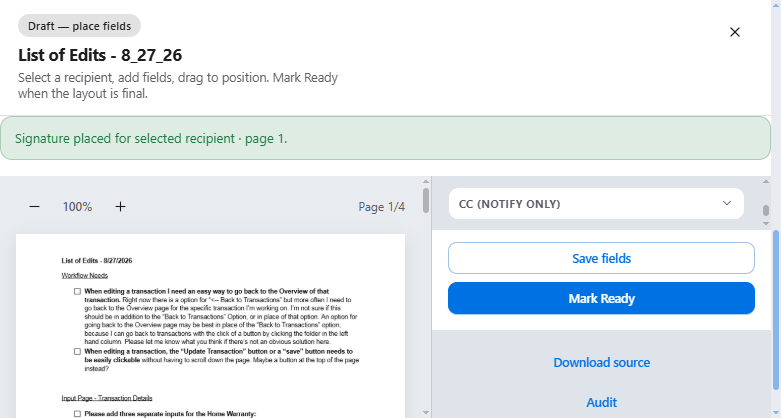 Draft — place fields
List of Edits - 8_27_26
Select a recipient, add fields, drag to position. Mark Ready
when the layout is final.
Signature placed for selected recipient · page 1.
100%
Page 1/4
CC (NOTIFY ONLY)
Save fields
Mark Ready
Download source
Audit
List of Edits - 8/27/2026
Workflow Needs
When editing a transaction I need an easy way to go back to the Overview of that
transaction. Right now there is a option for "<-- Back to Transactions" but more often I need to
go back to the Overview page for the specific transaction I'm working on. I'm not sure if this
should be in addition to the "Back to Transactions" Option, or in place of that option. An option for
going back to the Overview page may be best in place of the "Back to Transactions" option,
because I can go back to transactions with the click of a button by clicking the folder in the left
hand column. Please let me know what you think if there's not an obvious solution here.
When editing a transaction, the "Update Transaction" button or a "save" button needs to
be easily clickable without having to scroll down the page. Maybe a button at the top of the page
instead?
Input Page - Transaction Details
Please add three separate inputs for the Home Warranty: